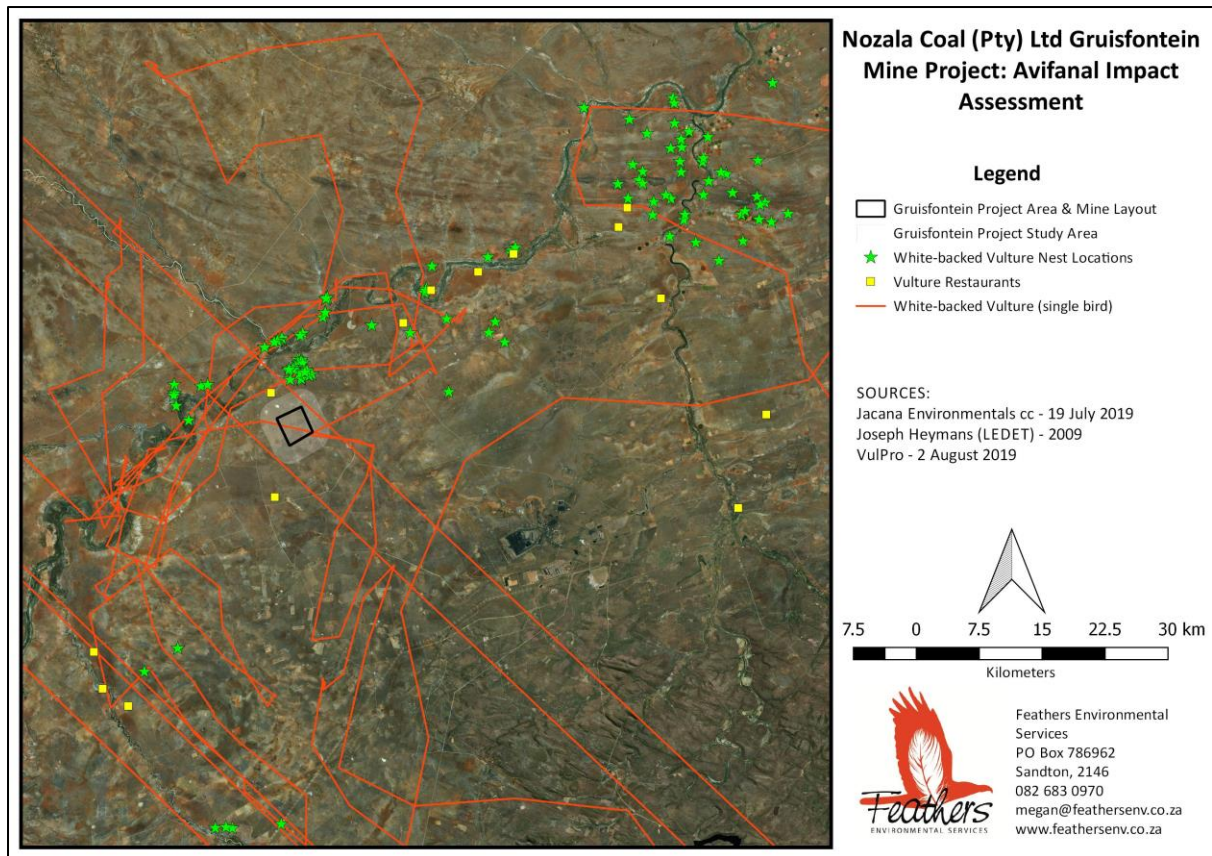 Nozala Coal (Pty) Ltd Gruisfontein
Mine Project: Avifanal Impact
Assessment
Legend
Gruisfontein Project Area & Mine Layout
Gruisfontein Project Study Area
White-backed Vulture Nest Locations
Vulture Restaurants
White-backed Vulture (single bird)
SOURCES:
Jacana Environmentals cc - 19 July 2019
Joseph Heymans (LEDET) - 2009
VulPro - 2 August 2019
7.5 0 7.5 15 22.5 30 km
Kilometers
Feathers
ENVIRONMENTAL SERVICES
Feathers Environmental
Services
PO Box 786962
Sandton, 2146
082 683 0970
megan@feathersenv.co.za
www.feathersenv.co.za